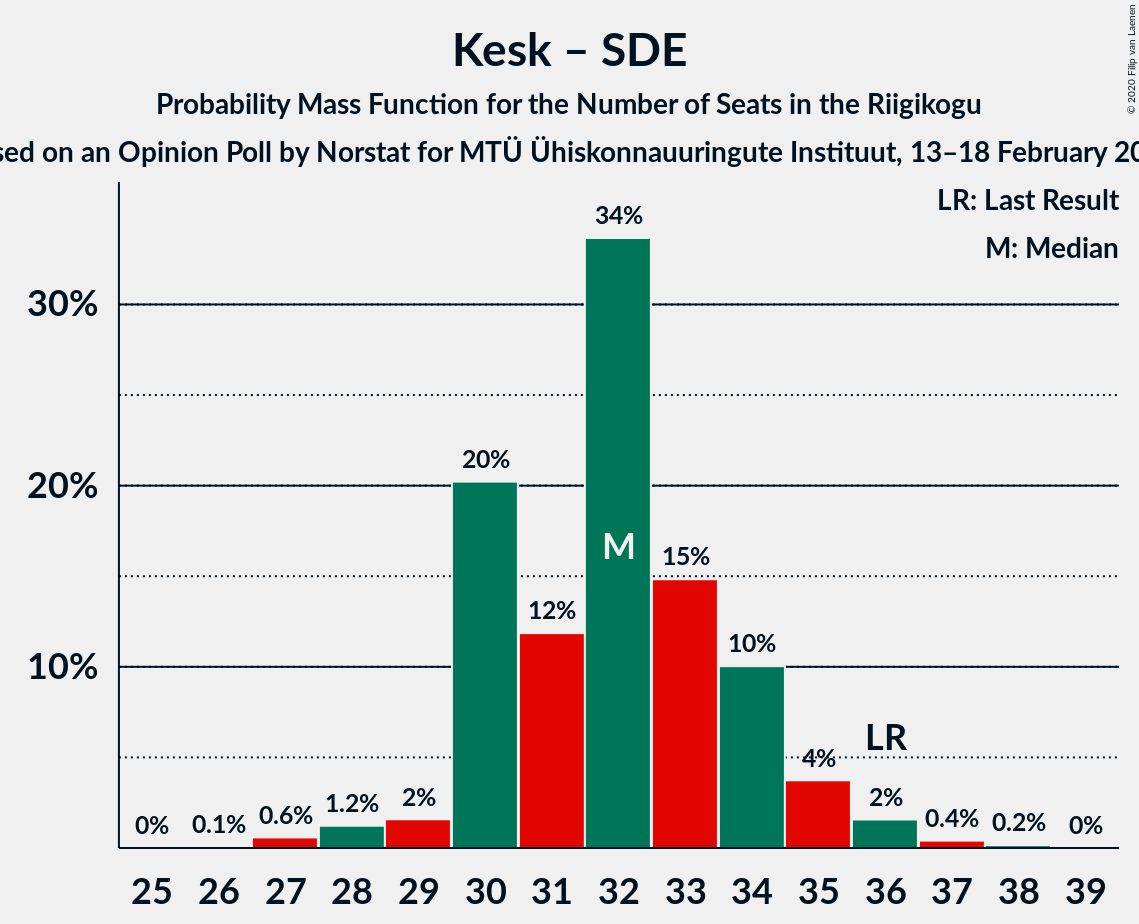 Kesk – SDE
Probability Mass Function for the Number of Seats in the Riigikogu
sed on an Opinion Poll by Norstat for MTÜ Ühiskonnauuringute Instituut, 13–18 February 20
© 2020 Filip van Laenen
LR: Last Result
M: Median
34%
30%
20%
20%
M
15%
12%
10%
10%
LR
4%
0%
0.1%
0.6%
1.2%
2%
2%
0.4%
0.2%
0%
25 26 27 28 29 30 31 32 33 34 35 36 37 38 39